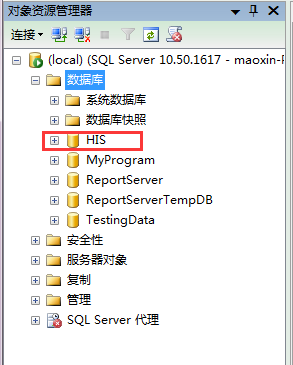 对象资源管理器
连接
(local) (SQL Server 10.50.1617 - maoxin-
数据库
系统数据库
数据库快照
HIS
MyProgram
ReportServer
ReportServerTempDB
TestingData
安全性
服务器对象
复制
管理
SQL Server 代理